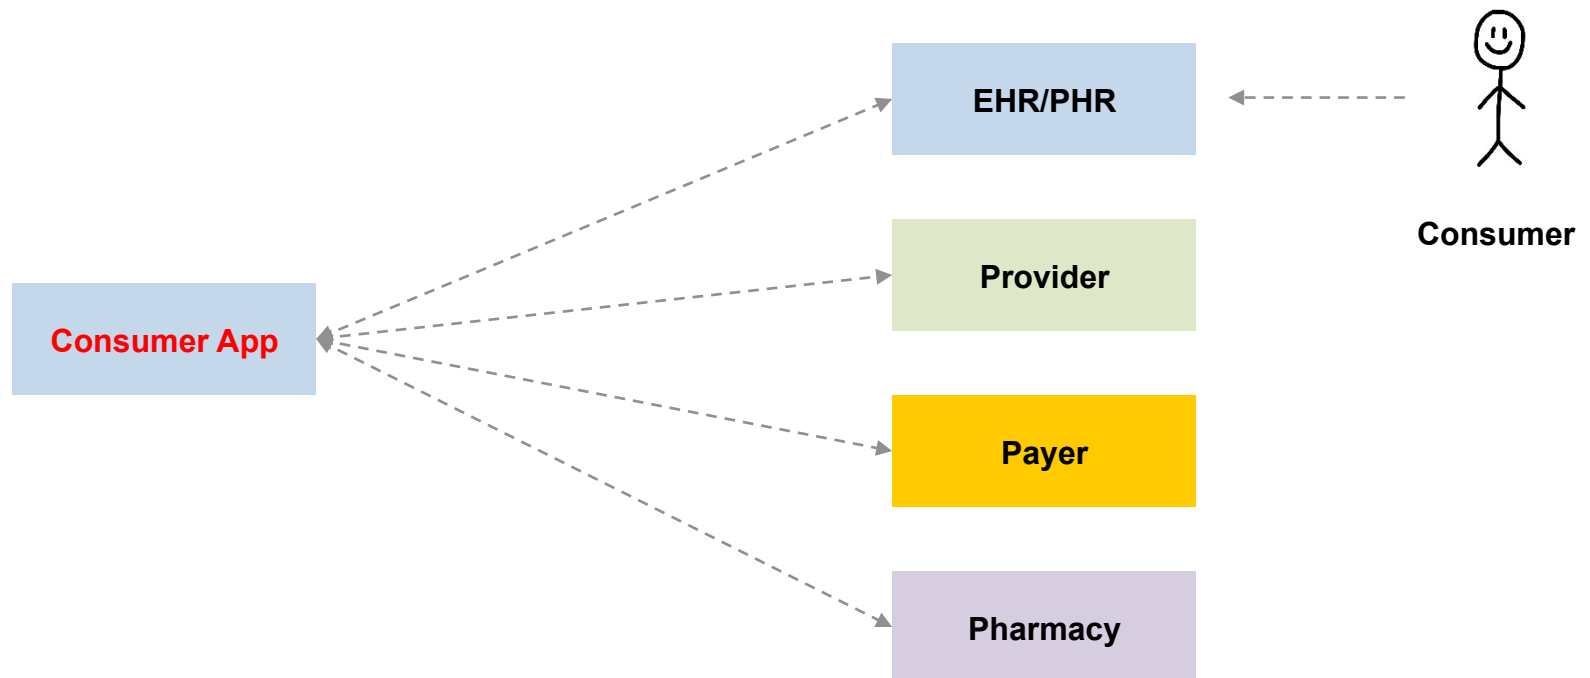 EHR/PHR
Consumer
Provider
Consumer App
Payer
Pharmacy